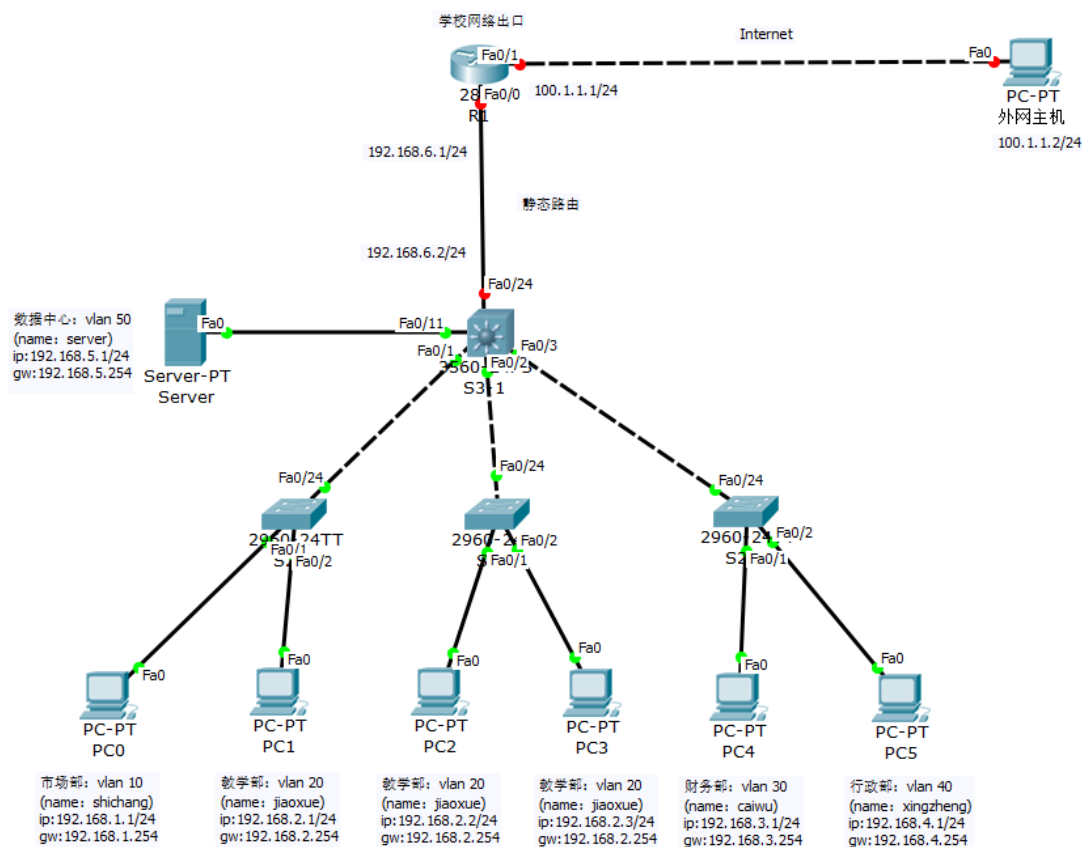 学校网络出口
Internet
Fa0/1
Fa0
Fa0/0
R1
100.1.1.1/24
PC-PT
外网主机
100.1.1.2/24
192.168.6.1/24
静态路由
192.168.6.2/24
Fa0/24
数据中心：vlan 50
(name：server)
ip:192.168.5.1/24
gw:192.168.5.254
Fa0
Fa0/11
Server-PT
Server
Fa0/1
Fa0/2
Fa0/3
S3-1
Fa0/24
Fa0/24
Fa0/24
2960-24TT
Fa0/1
Fa0/2
Fa0/2
Fa0/1
Fa0/1
Fa0/2
Fa0
Fa0
Fa0
Fa0
Fa0
Fa0
PC-PT
PC0
PC-PT
PC1
PC-PT
PC2
PC-PT
PC3
PC-PT
PC4
PC-PT
PC5
市场部：vlan 10
(name：shichang)
ip:192.168.1.1/24
gw:192.168.1.254
教学部：vlan 20
(name：jiaoxue)
ip:192.168.2.1/24
gw:192.168.2.254
教学部：vlan 20
(name：jiaoxue)
ip:192.168.2.2/24
gw:192.168.2.254
教学部：vlan 20
(name：jiaoxue)
ip:192.168.2.3/24
gw:192.168.2.254
财务部：vlan 30
(name：caiwu)
ip:192.168.3.1/24
gw:192.168.3.254
行政部：vlan 40
(name：xingzheng)
ip:192.168.4.1/24
gw:192.168.4.254